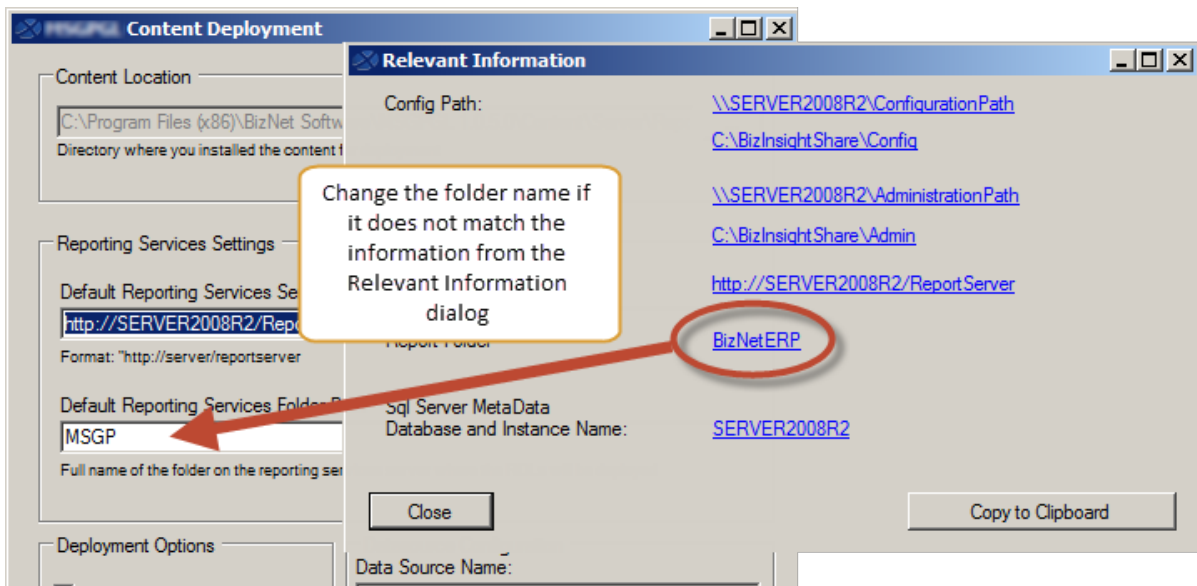 Content Deployment
Content Location
C:\Program Files (x86)\BizNet Softw
Directory where you installed the content f
Reporting Services Settings
Default Reporting Services Se
http://SERVER2008R2/Repo
Format: "http://server/reportserver
Default Reporting Services Folder
MSGP
Full name of the folder on the reporting ser
Deployment Options
Relevant Information
Config Path:
\\SERVER2008R2\ConfigurationPath
C:\BizInsightShare\Config
\\SERVER2008R2\AdministrationPath
C:\BizInsightShare\Admin
http://SERVER2008R2/ReportServer
Report Folder
BizNetERP
Sql Server MetaData
Database and Instance Name:
SERVER2008R2
Close
Copy to Clipboard
Data Source Name:
Change the folder name if
it does not match the
information from the
Relevant Information
dialog